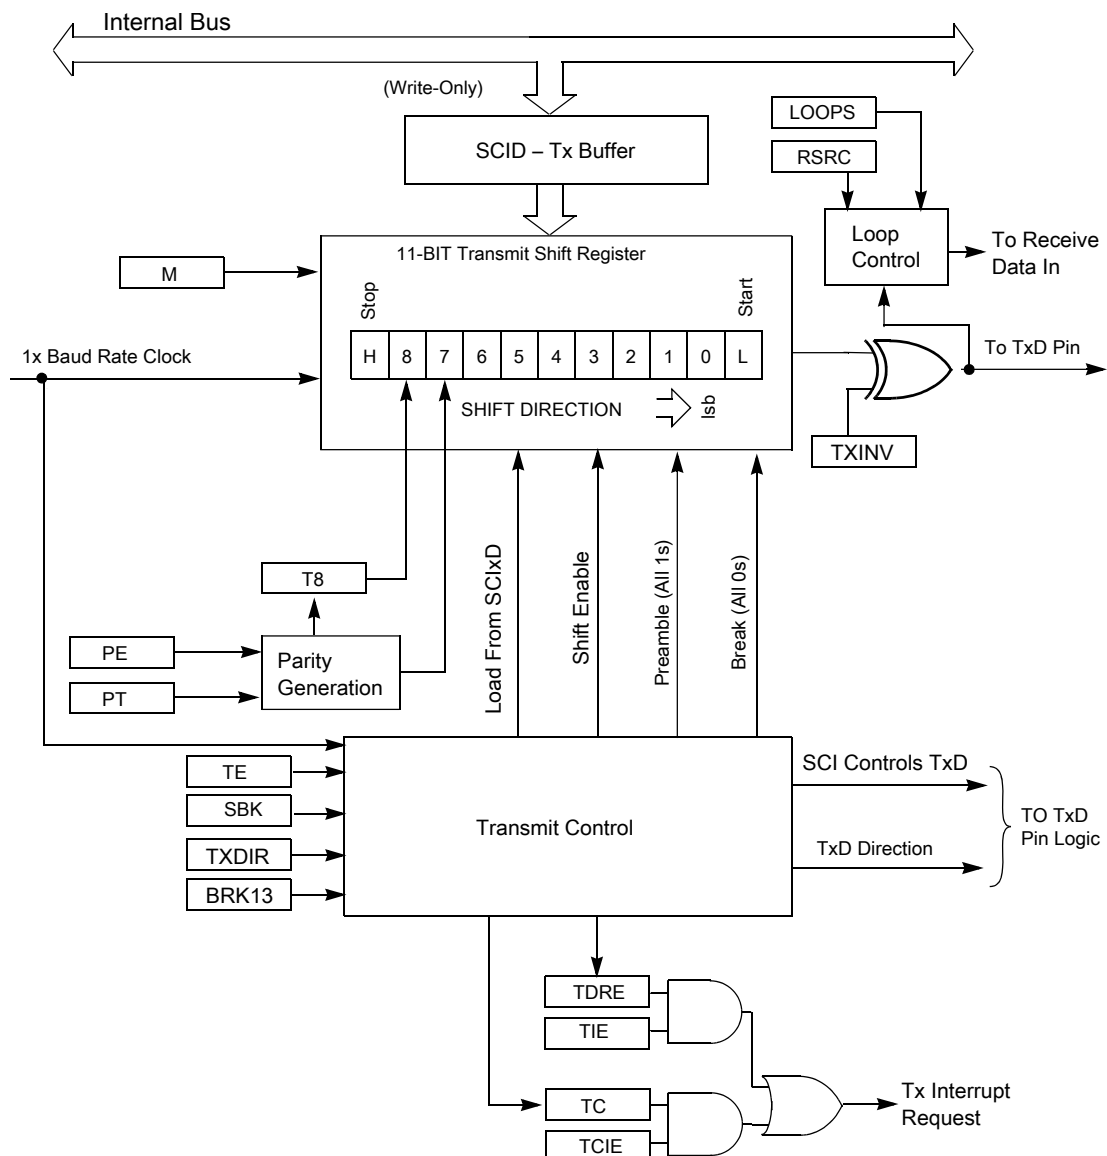 Internal Bus
(Write-Only)
LOOPS
SCID – Tx Buffer
RSRC
11-BIT Transmit Shift Register
Loop
Control
To Receive
Data In
M
Stop
Start
1x Baud Rate Clock
H 8 7 6 5 4 3 2 1 0 L
To TxD Pin
SHIFT DIRECTION
lsb
TXINV
T8
Load From SCIxD
Shift Enable
Preamble (All 1s)
Break (All 0s)
PE
Parity
Generation
PT
TE
SCI Controls TxD
SBK
Transmit Control
TO TxD
Pin Logic
TXDIR
TxD Direction
BRK13
TDRE
TIE
TC
Tx Interrupt
Request
TCIE